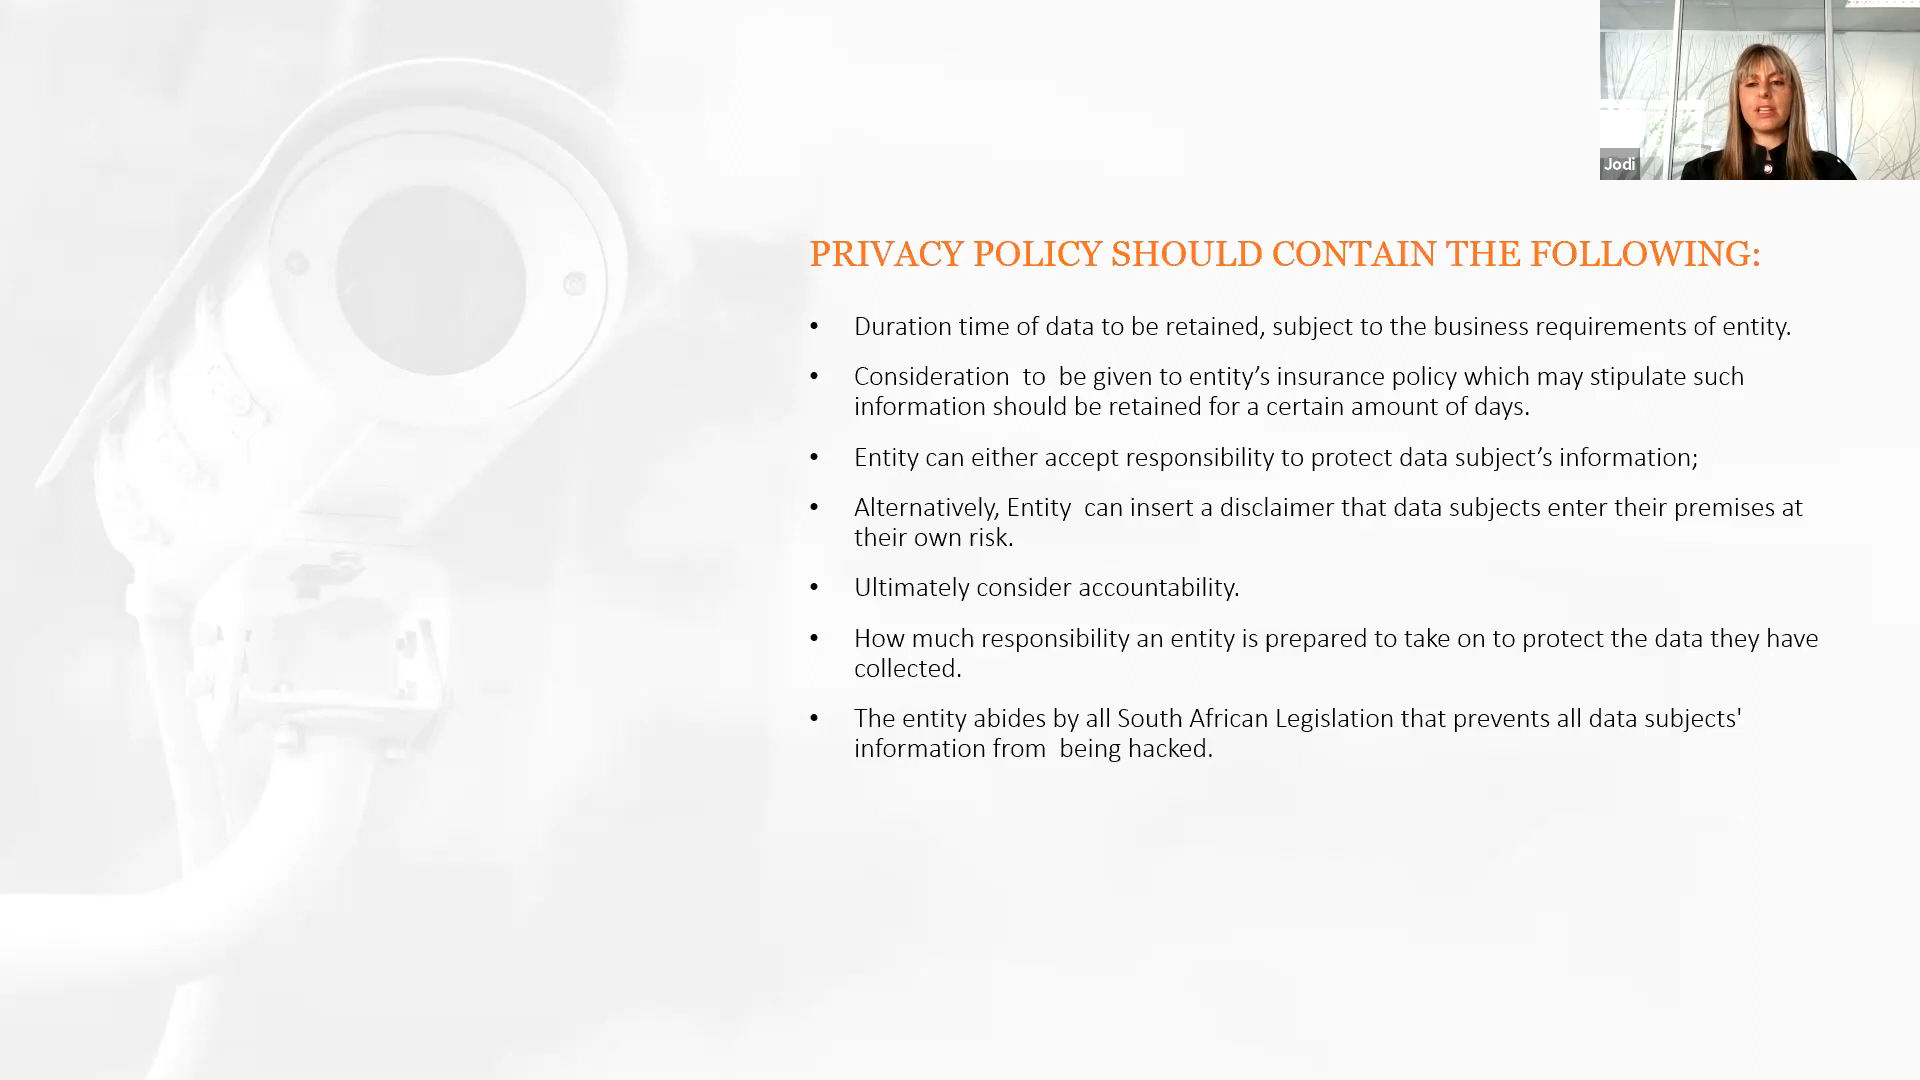 Jodi
PRIVACY POLICY SHOULD CONTAIN THE FOLLOWING:
• Duration time of data to be retained, subject to the business requirements of entity.
• Consideration  to  be given to entity’s insurance policy which may stipulate such
information should be retained for a certain amount of days.
• Entity can either accept responsibility to protect data subject’s information;
• Alternatively, Entity  can insert a disclaimer that data subjects enter their premises at
their own risk.
• Ultimately consider accountability.
• How much responsibility an entity is prepared to take on to protect the data they have
collected.
• The entity abides by all South African Legislation that prevents all data subjects'
information from  being hacked.